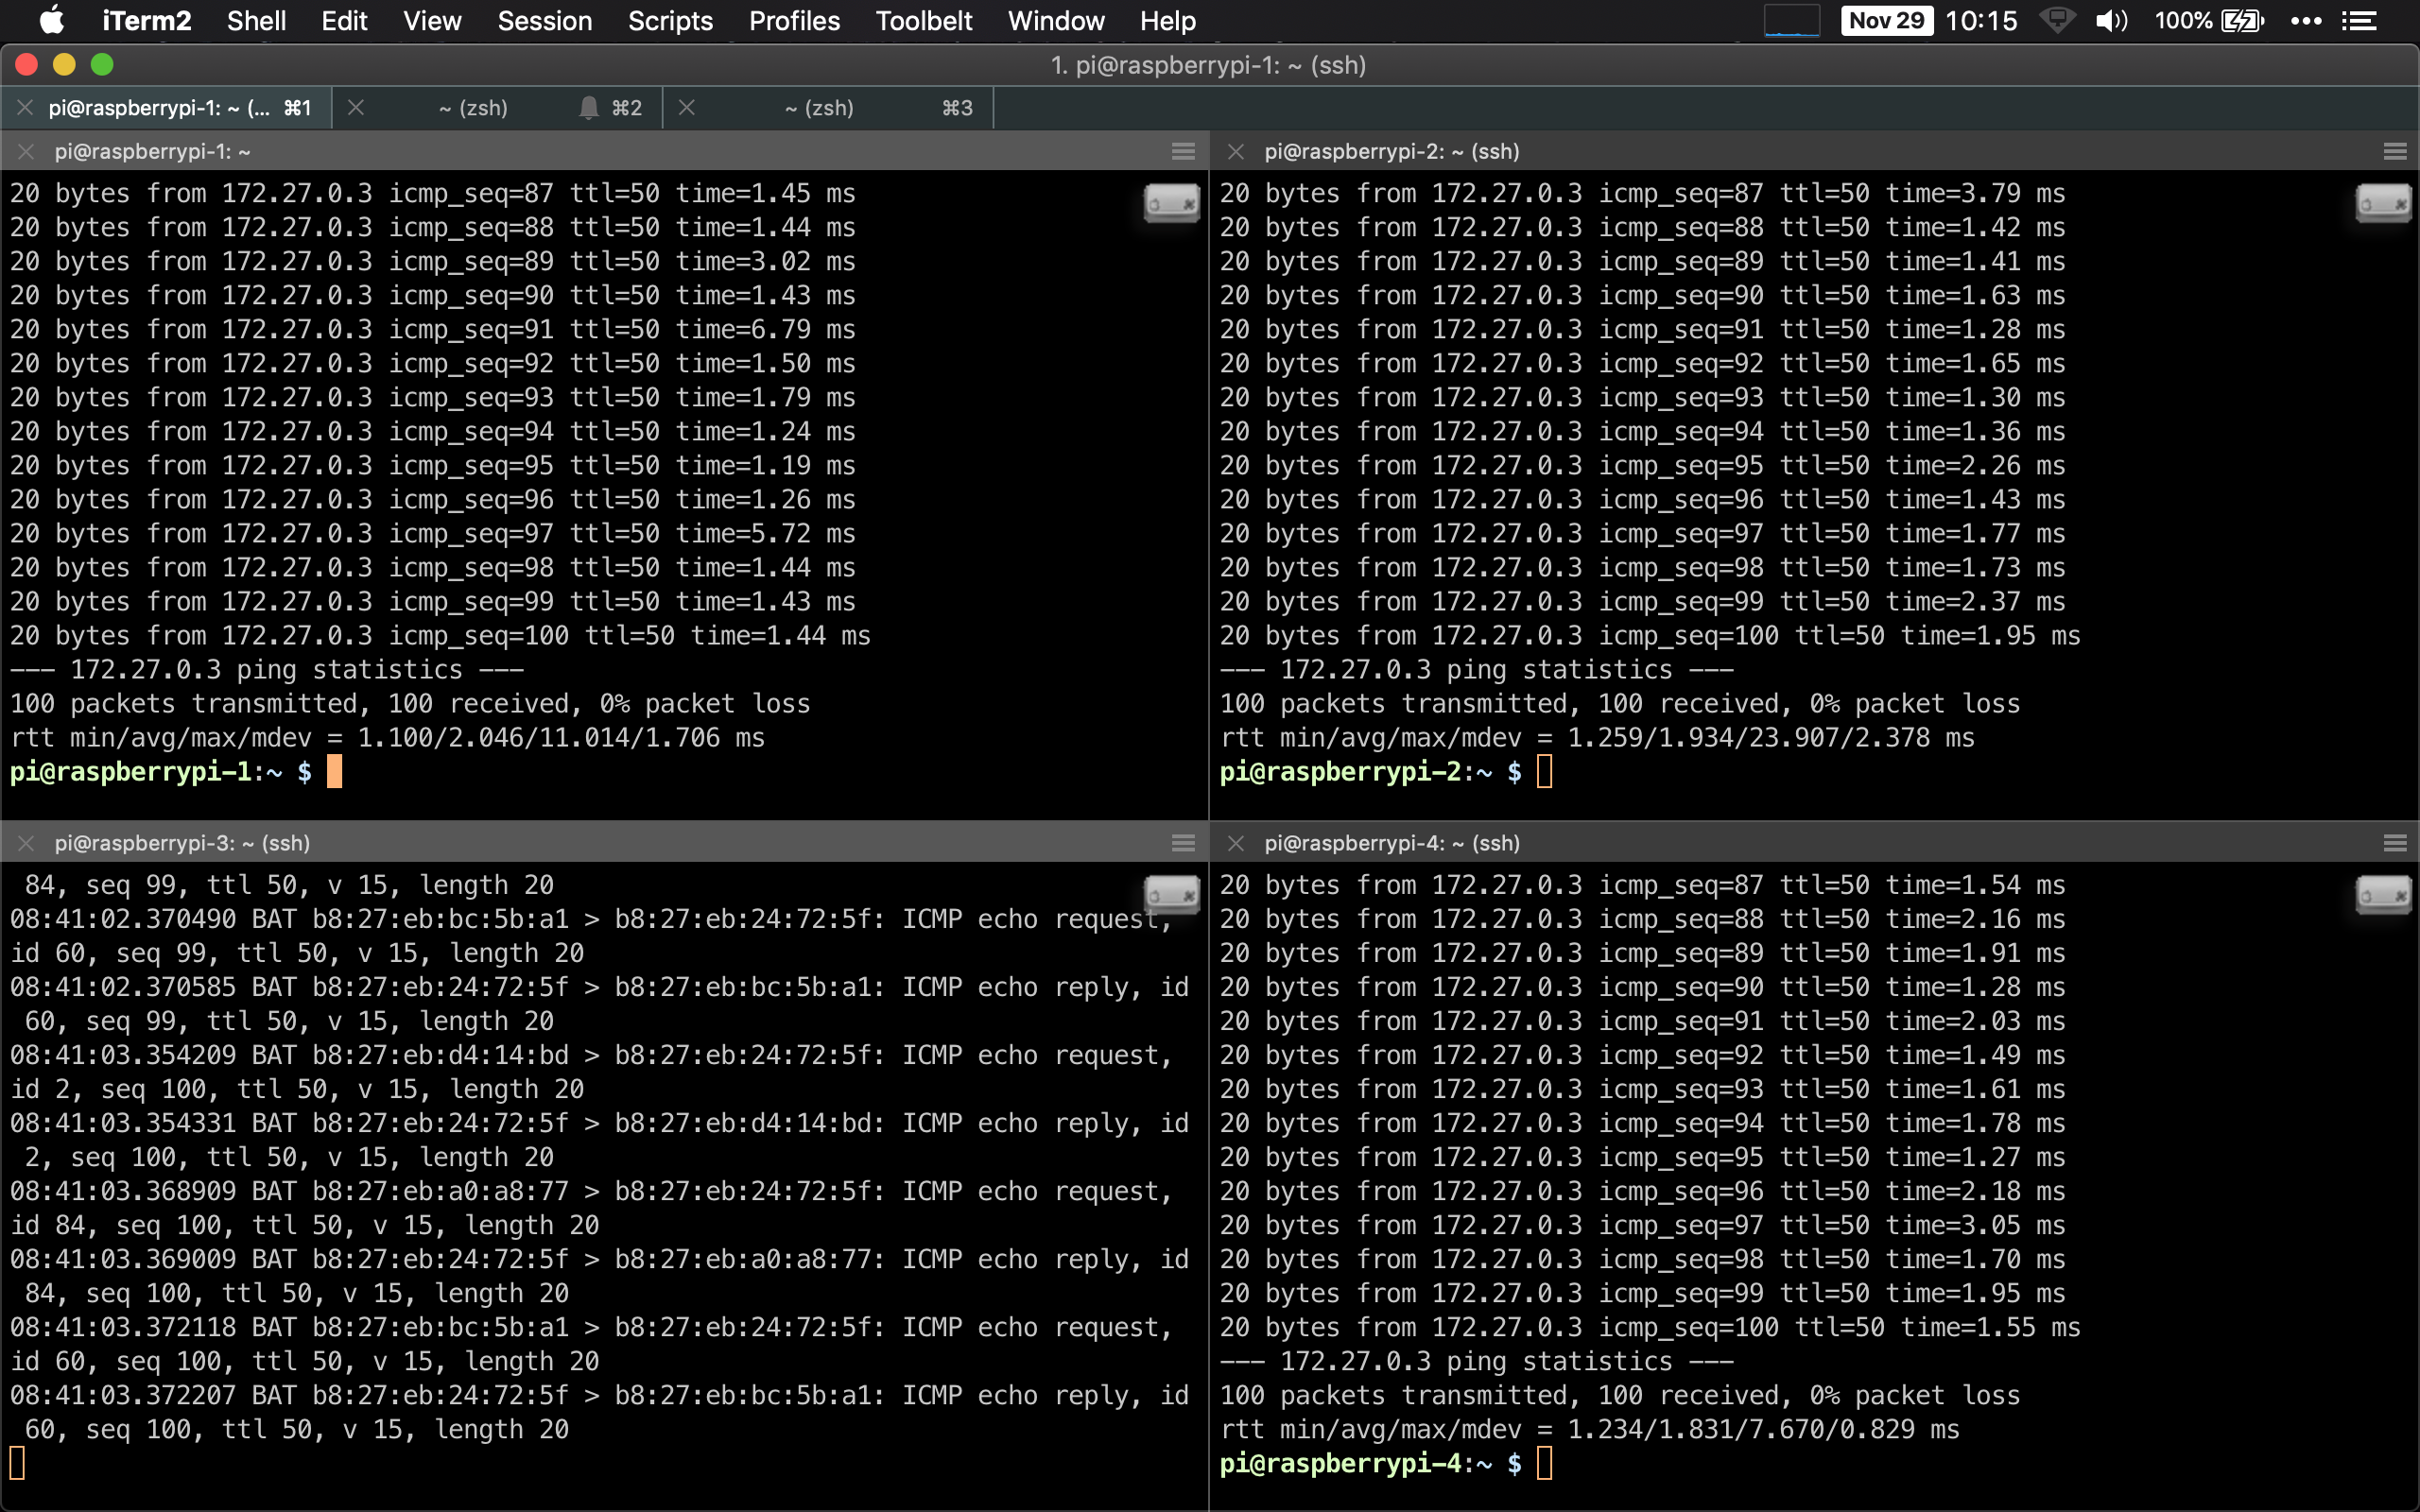 iTerm2 Shell Edit View Session Scripts Profiles Toolbelt Window Help Nov 29 10:15 100%
1. pi@raspberrypi-1: ~ (ssh)
pi@raspberrypi-1: ~ (... ⌘1 ~ (zsh) ⌘2 ~ (zsh) ⌘3
pi@raspberrypi-1: ~
20 bytes from 172.27.0.3 icmp_seq=87 ttl=50 time=1.45 ms
20 bytes from 172.27.0.3 icmp_seq=88 ttl=50 time=1.44 ms
20 bytes from 172.27.0.3 icmp_seq=89 ttl=50 time=3.02 ms
20 bytes from 172.27.0.3 icmp_seq=90 ttl=50 time=1.43 ms
20 bytes from 172.27.0.3 icmp_seq=91 ttl=50 time=6.79 ms
20 bytes from 172.27.0.3 icmp_seq=92 ttl=50 time=1.50 ms
20 bytes from 172.27.0.3 icmp_seq=93 ttl=50 time=1.79 ms
20 bytes from 172.27.0.3 icmp_seq=94 ttl=50 time=1.24 ms
20 bytes from 172.27.0.3 icmp_seq=95 ttl=50 time=1.19 ms
20 bytes from 172.27.0.3 icmp_seq=96 ttl=50 time=1.26 ms
20 bytes from 172.27.0.3 icmp_seq=97 ttl=50 time=5.72 ms
20 bytes from 172.27.0.3 icmp_seq=98 ttl=50 time=1.44 ms
20 bytes from 172.27.0.3 icmp_seq=99 ttl=50 time=1.43 ms
20 bytes from 172.27.0.3 icmp_seq=100 ttl=50 time=1.44 ms
--- 172.27.0.3 ping statistics ---
100 packets transmitted, 100 received, 0% packet loss
rtt min/avg/max/mdev = 1.100/2.046/11.014/1.706 ms
pi@raspberrypi-1:~ $
pi@raspberrypi-2: ~ (ssh)
20 bytes from 172.27.0.3 icmp_seq=87 ttl=50 time=3.79 ms
20 bytes from 172.27.0.3 icmp_seq=88 ttl=50 time=1.42 ms
20 bytes from 172.27.0.3 icmp_seq=89 ttl=50 time=1.41 ms
20 bytes from 172.27.0.3 icmp_seq=90 ttl=50 time=1.63 ms
20 bytes from 172.27.0.3 icmp_seq=91 ttl=50 time=1.28 ms
20 bytes from 172.27.0.3 icmp_seq=92 ttl=50 time=1.65 ms
20 bytes from 172.27.0.3 icmp_seq=93 ttl=50 time=1.30 ms
20 bytes from 172.27.0.3 icmp_seq=94 ttl=50 time=1.36 ms
20 bytes from 172.27.0.3 icmp_seq=95 ttl=50 time=2.26 ms
20 bytes from 172.27.0.3 icmp_seq=96 ttl=50 time=1.43 ms
20 bytes from 172.27.0.3 icmp_seq=97 ttl=50 time=1.77 ms
20 bytes from 172.27.0.3 icmp_seq=98 ttl=50 time=1.73 ms
20 bytes from 172.27.0.3 icmp_seq=99 ttl=50 time=2.37 ms
20 bytes from 172.27.0.3 icmp_seq=100 ttl=50 time=1.95 ms
--- 172.27.0.3 ping statistics ---
100 packets transmitted, 100 received, 0% packet loss
rtt min/avg/max/mdev = 1.259/1.934/23.907/2.378 ms
pi@raspberrypi-2:~ $
pi@raspberrypi-3: ~ (ssh)
84, seq 99, ttl 50, v 15, length 20
08:41:02.370490 BAT b8:27:eb:bc:5b:a1 > b8:27:eb:24:72:5f: ICMP echo request,
id 60, seq 99, ttl 50, v 15, length 20
08:41:02.370585 BAT b8:27:eb:24:72:5f > b8:27:eb:bc:5b:a1: ICMP echo reply, id
60, seq 99, ttl 50, v 15, length 20
08:41:03.354209 BAT b8:27:eb:d4:14:bd > b8:27:eb:24:72:5f: ICMP echo request,
id 2, seq 100, ttl 50, v 15, length 20
08:41:03.354331 BAT b8:27:eb:24:72:5f > b8:27:eb:d4:14:bd: ICMP echo reply, id
2, seq 100, ttl 50, v 15, length 20
08:41:03.368909 BAT b8:27:eb:a0:a8:77 > b8:27:eb:24:72:5f: ICMP echo request,
id 84, seq 100, ttl 50, v 15, length 20
08:41:03.369009 BAT b8:27:eb:24:72:5f > b8:27:eb:a0:a8:77: ICMP echo reply, id
84, seq 100, ttl 50, v 15, length 20
08:41:03.372118 BAT b8:27:eb:bc:5b:a1 > b8:27:eb:24:72:5f: ICMP echo request,
id 60, seq 100, ttl 50, v 15, length 20
08:41:03.372207 BAT b8:27:eb:24:72:5f > b8:27:eb:bc:5b:a1: ICMP echo reply, id
60, seq 100, ttl 50, v 15, length 20
pi@raspberrypi-4: ~ (ssh)
20 bytes from 172.27.0.3 icmp_seq=87 ttl=50 time=1.54 ms
20 bytes from 172.27.0.3 icmp_seq=88 ttl=50 time=2.16 ms
20 bytes from 172.27.0.3 icmp_seq=89 ttl=50 time=1.91 ms
20 bytes from 172.27.0.3 icmp_seq=90 ttl=50 time=1.28 ms
20 bytes from 172.27.0.3 icmp_seq=91 ttl=50 time=2.03 ms
20 bytes from 172.27.0.3 icmp_seq=92 ttl=50 time=1.49 ms
20 bytes from 172.27.0.3 icmp_seq=93 ttl=50 time=1.61 ms
20 bytes from 172.27.0.3 icmp_seq=94 ttl=50 time=1.78 ms
20 bytes from 172.27.0.3 icmp_seq=95 ttl=50 time=1.27 ms
20 bytes from 172.27.0.3 icmp_seq=96 ttl=50 time=2.18 ms
20 bytes from 172.27.0.3 icmp_seq=97 ttl=50 time=3.05 ms
20 bytes from 172.27.0.3 icmp_seq=98 ttl=50 time=1.70 ms
20 bytes from 172.27.0.3 icmp_seq=99 ttl=50 time=1.95 ms
20 bytes from 172.27.0.3 icmp_seq=100 ttl=50 time=1.55 ms
--- 172.27.0.3 ping statistics ---
100 packets transmitted, 100 received, 0% packet loss
rtt min/avg/max/mdev = 1.234/1.831/7.670/0.829 ms
pi@raspberrypi-4:~ $